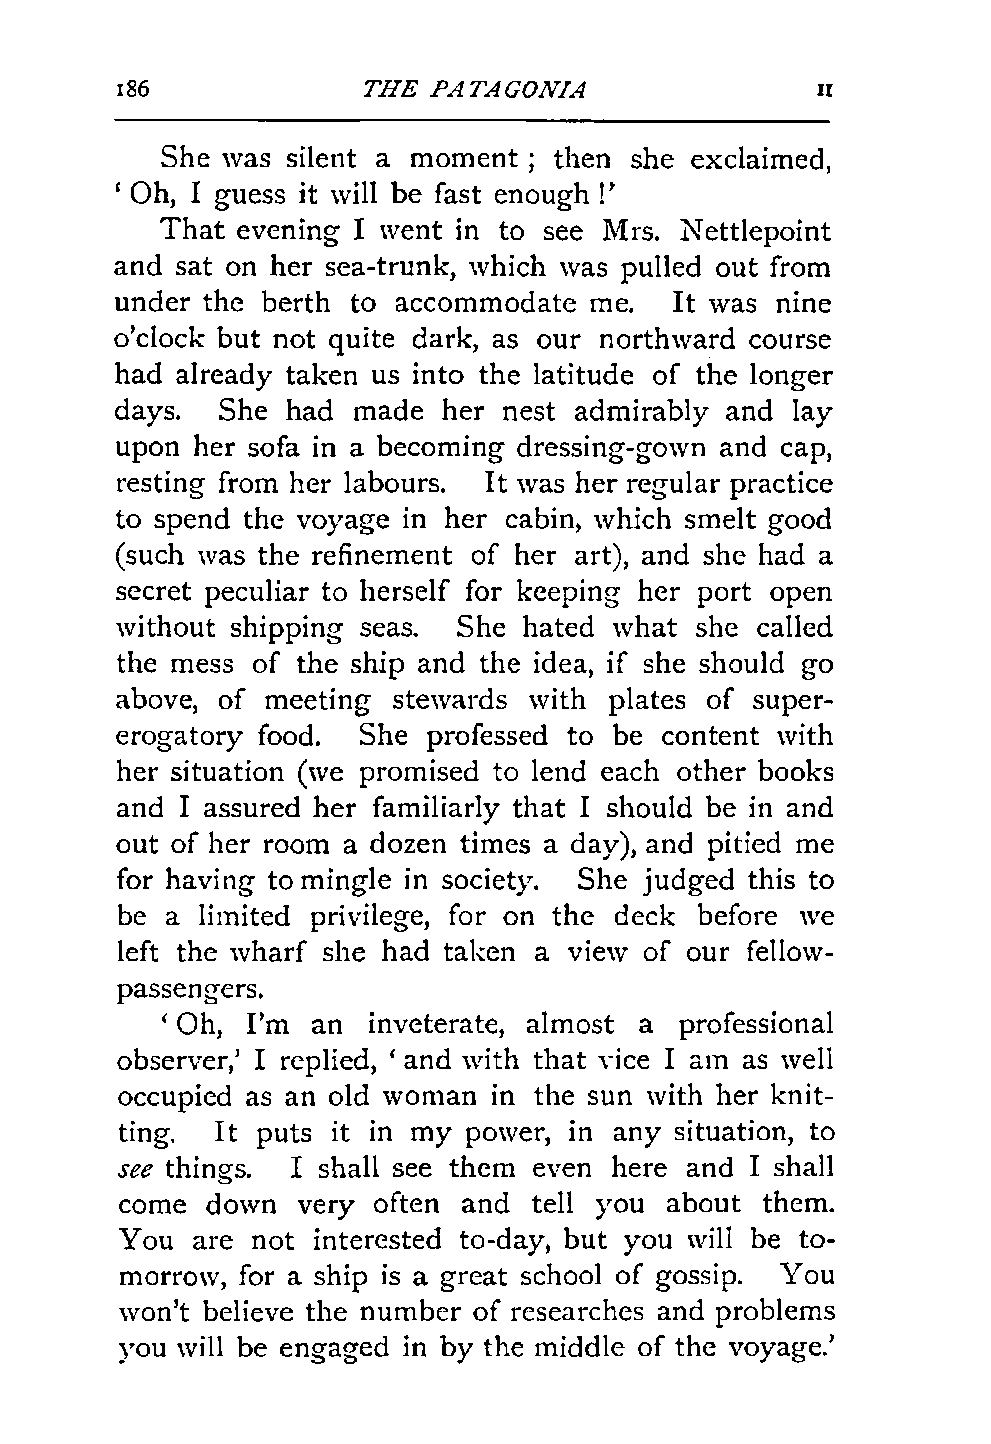 186 THE PATAGONIA II
She was silent a moment ; then she exclaimed,
‘ Oh, I guess it will be fast enough !’
That evening I went in to see Mrs. Nettlepoint
and sat on her sea-trunk, which was pulled out from
under the berth to accommodate me. It was nine
o’clock but not quite dark, as our northward course
had already taken us into the latitude of the longer
days. She had made her nest admirably and lay
upon her sofa in a becoming dressing-gown and cap,
resting from her labours. It was her regular practice
to spend the voyage in her cabin, which smelt good
(such was the refinement of her art), and she had a
secret peculiar to herself for keeping her port open
without shipping seas. She hated what she called
the mess of the ship and the idea, if she should go
above, of meeting stewards with plates of super-
erogatory food. She professed to be content with
her situation (we promised to lend each other books
and I assured her familiarly that I should be in and
out of her room a dozen times a day), and pitied me
for having to mingle in society. She judged this to
be a limited privilege, for on the deck before we
left the wharf she had taken a view of our fellow-
passengers.
‘ Oh, I’m an inveterate, almost a professional
observer,’ I replied, ‘ and with that vice I am as well
occupied as an old woman in the sun with her knit-
ting. It puts it in my power, in any situation, to
see things. I shall see them even here and I shall
come down very often and tell you about them.
You are not interested to-day, but you will be to-
morrow, for a ship is a great school of gossip. You
won’t believe the number of researches and problems
you will be engaged in by the middle of the voyage.’